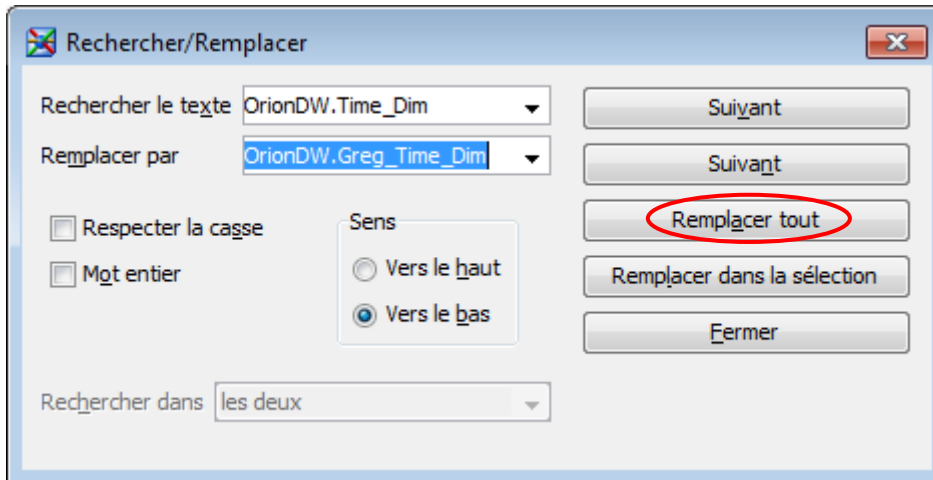 Rechercher/Remplacer
Rechercher le texte OrionDW.Time_Dim Suivant
Remplacer par OrionDW.Greg_Time_Dim Suivant
Respecter la casse Sens Remplacer tout
Mot entier Vers le haut Remplacer dans la sélection
Vers le bas Fermer
Rechercher dans les deux